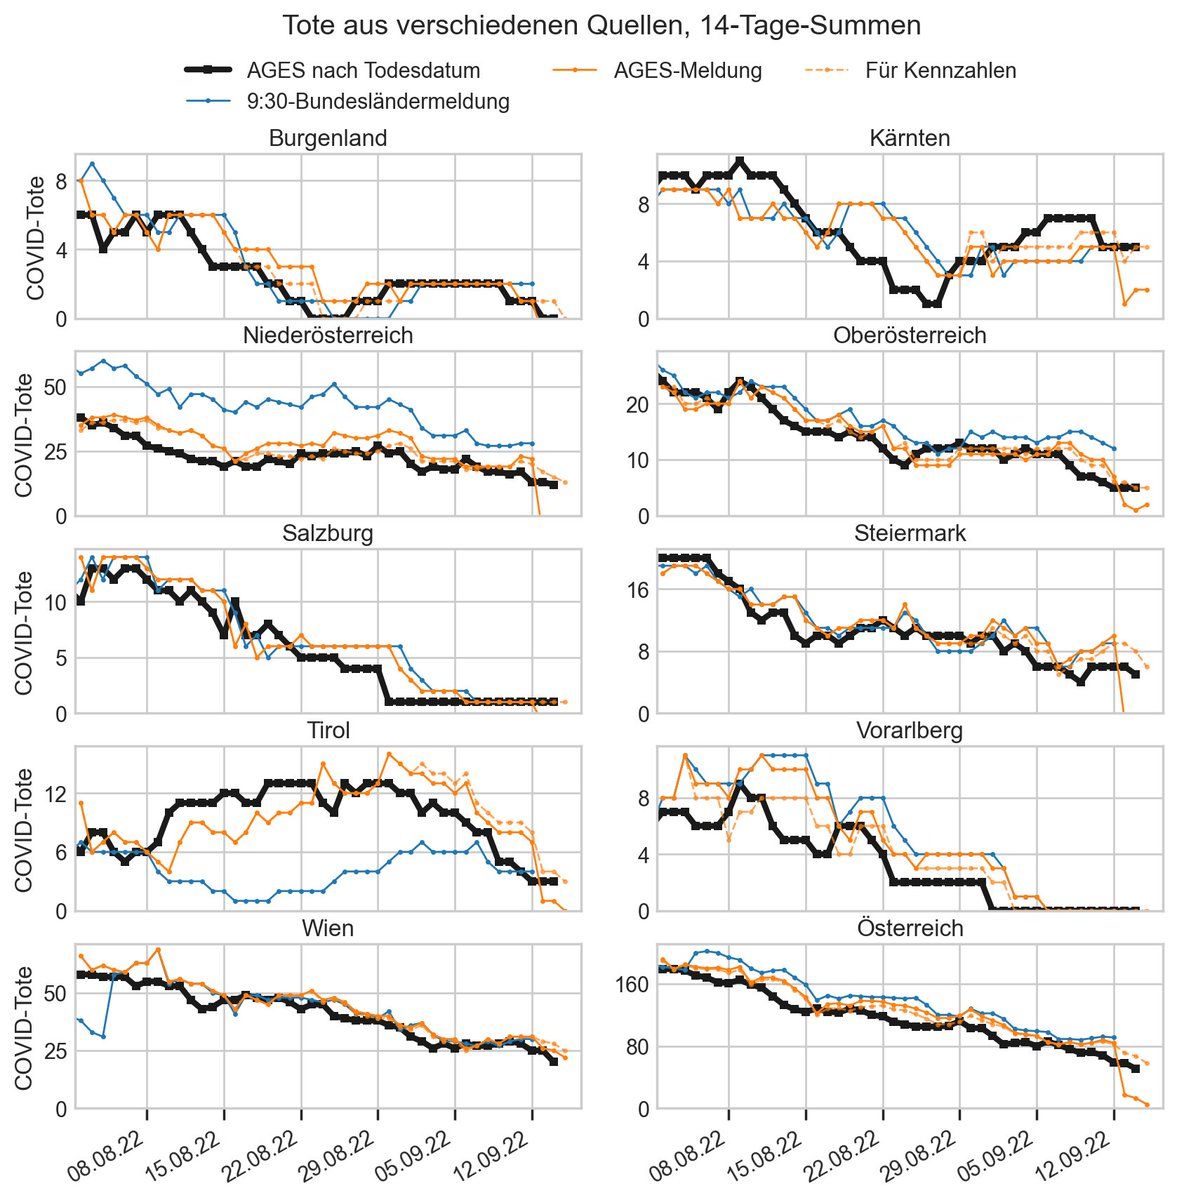 Tote aus verschiedenen Quellen, 14-Tage-Summen
AGES nach Todesdatum
AGES-Meldung
Für Kennzahlen
9:30-Bundesländermeldung
Burgenland
Kärnten
COVID-Tote
8
4
0
8
4
0
Niederösterreich
Oberösterreich
COVID-Tote
50
25
0
20
10
0
Salzburg
Steiermark
COVID-Tote
10
5
0
16
8
0
Tirol
Vorarlberg
COVID-Tote
12
6
0
8
4
0
Wien
Österreich
COVID-Tote
50
25
0
160
80
0
08.08.22
15.08.22
22.08.22
29.08.22
05.09.22
12.09.22
08.08.22
15.08.22
22.08.22
29.08.22
05.09.22
12.09.22